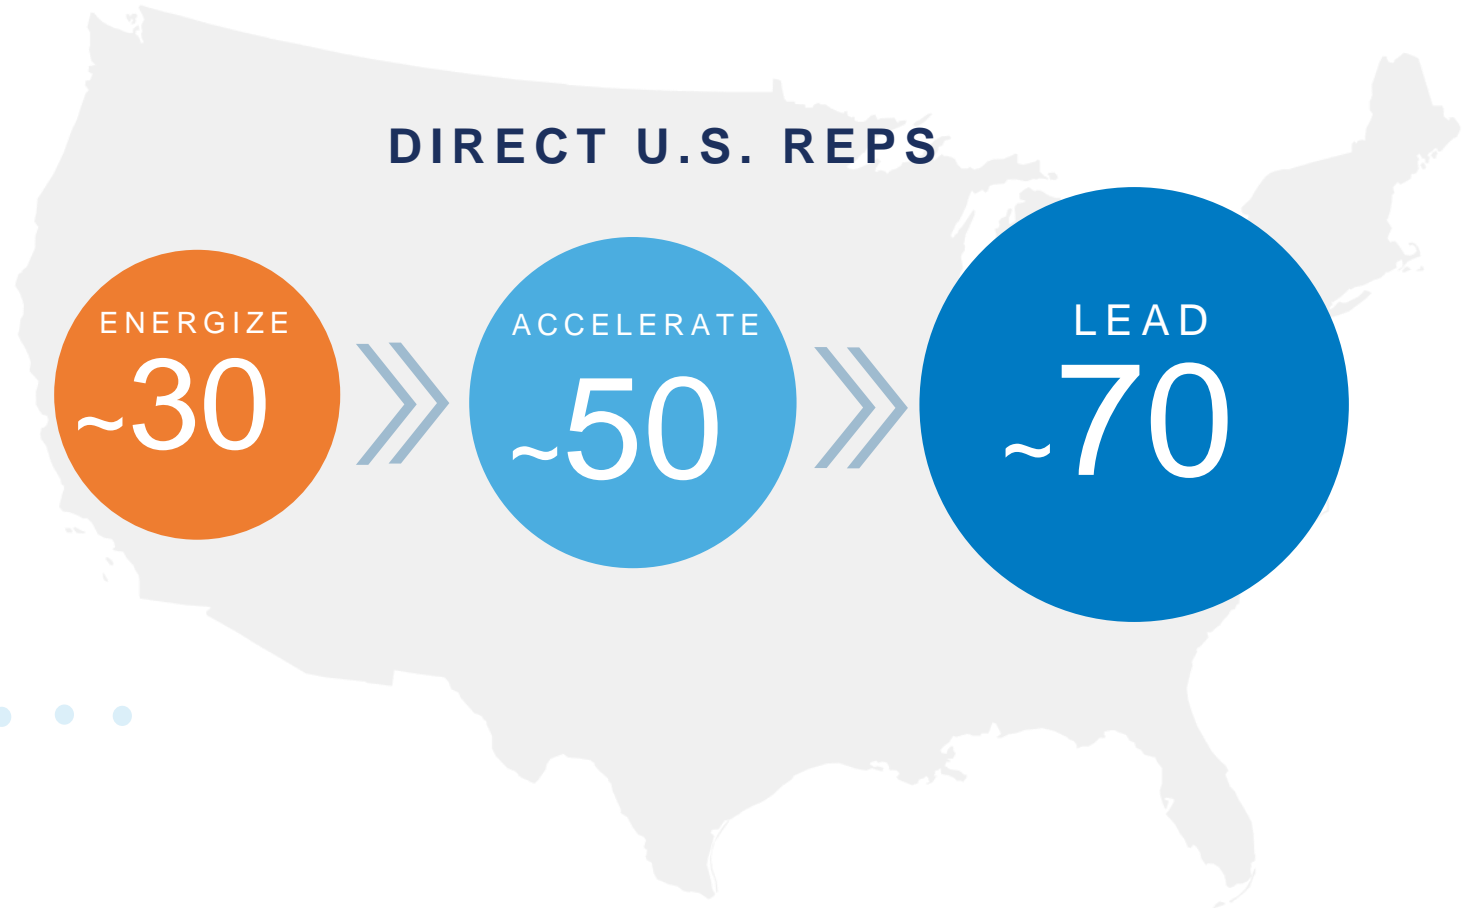 DIRECT U.S. REPS
ENERGIZE
~30
ACCELERATE
~50
LEAD
~70